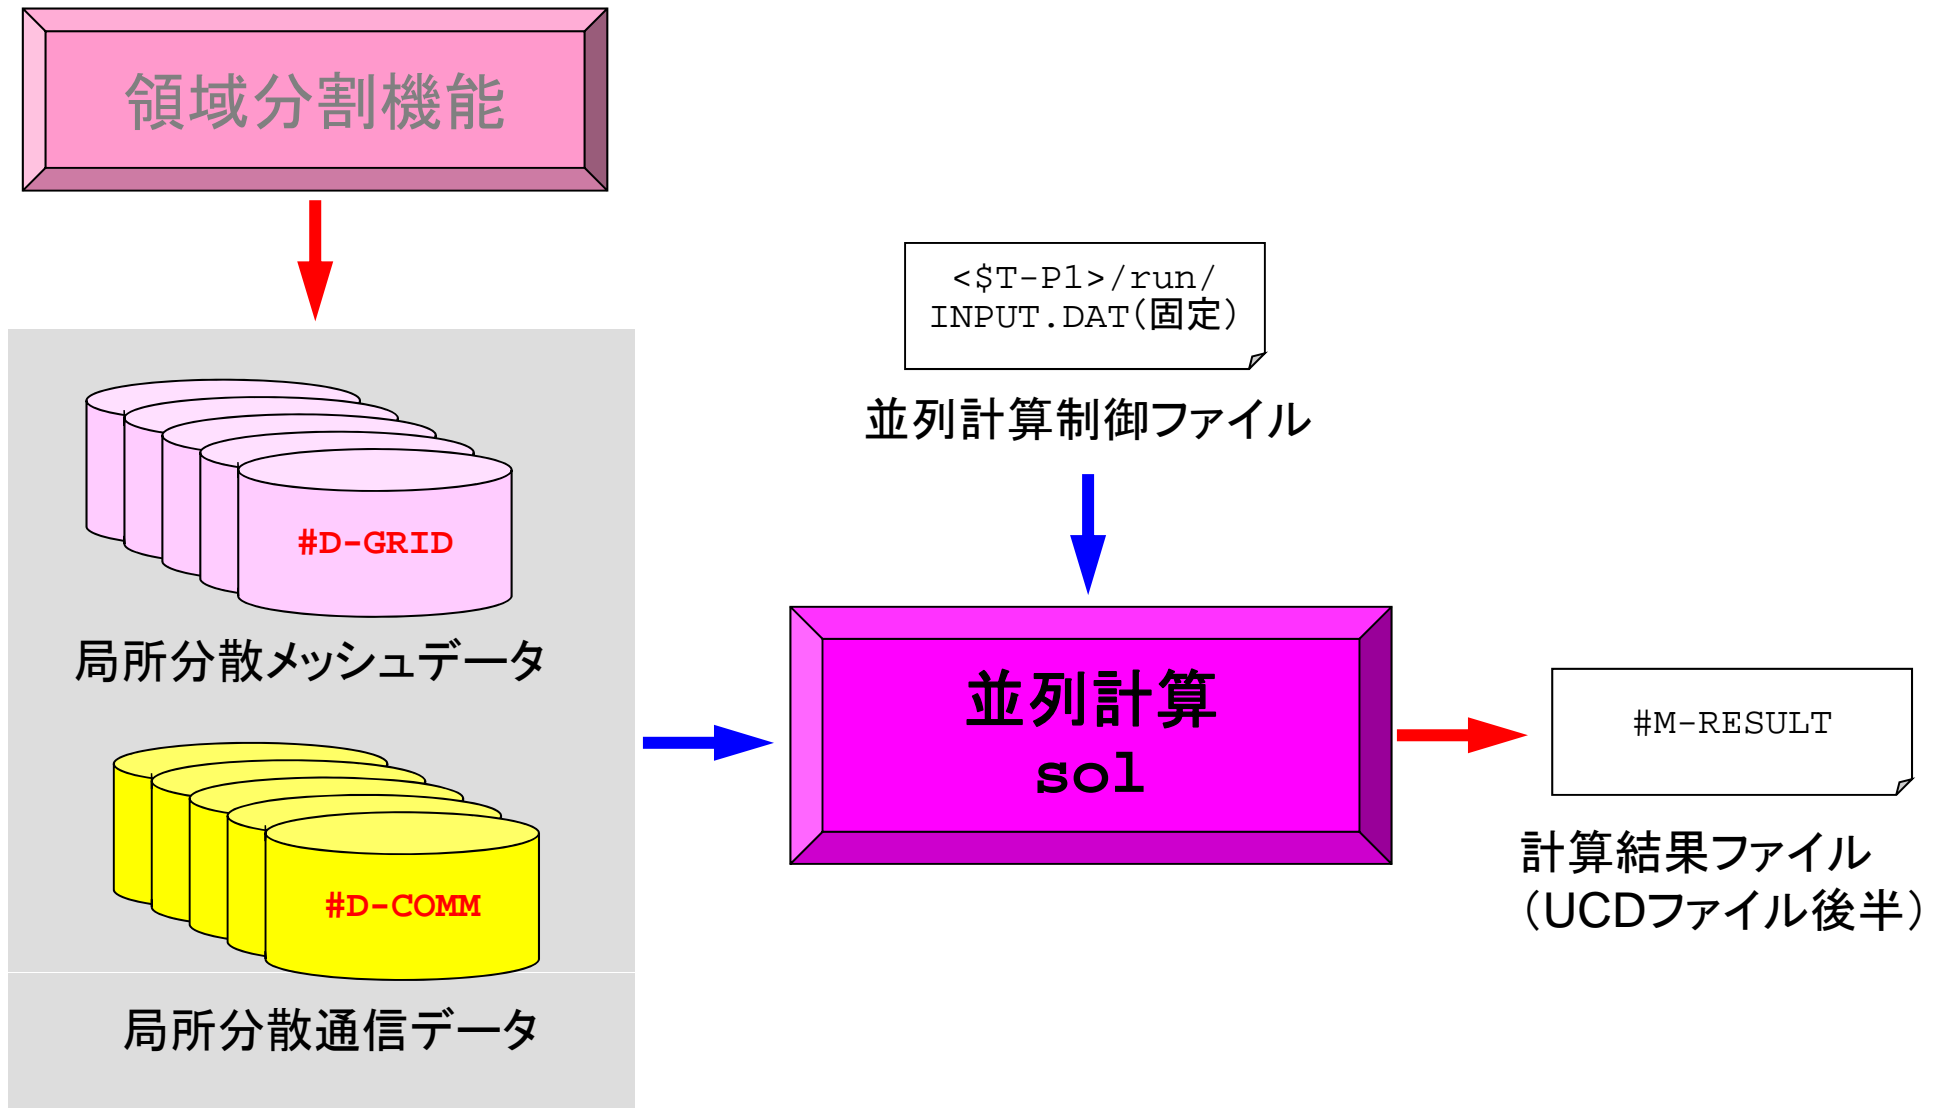 領域分割機能
<$T-P1>/run/
INPUT.DAT(固定)
並列計算制御ファイル
#D-GRID
局所分散メッシュデータ
#D-COMM
局所分散通信データ
並列計算
sol
#M-RESULT
計算結果ファイル
（UCDファイル後半）